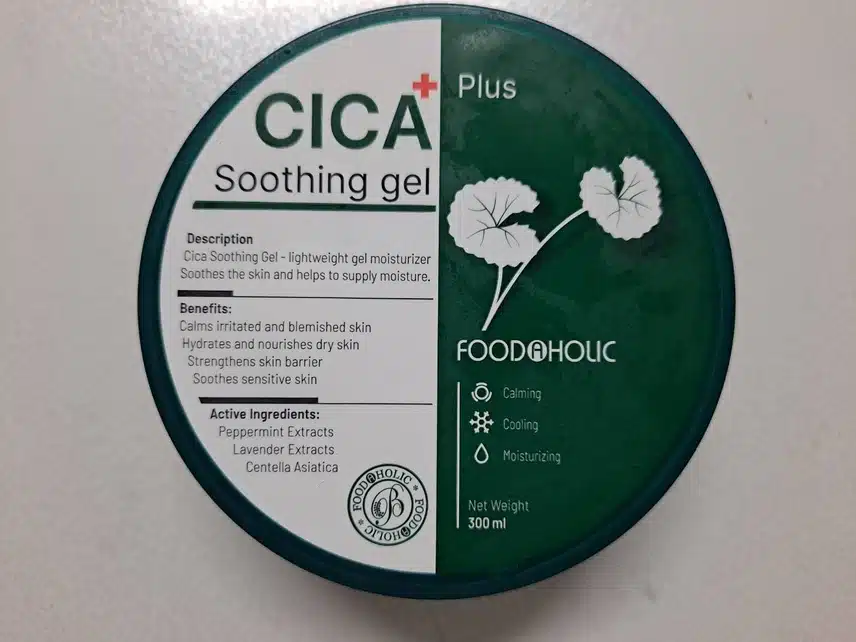 CICA+
Soothing gel
Description
Cica Soothing Gel - lightweight gel moisturizer
Soothes the skin and helps to supply moisture.
Benefits:
Calms irritated and blemished skin
Hydrates and nourishes dry skin
Strengthens skin barrier
Soothes sensitive skin
Active Ingredients:
Peppermint Extracts
Lavender Extracts
Centella Asiatica
FOODAHOLIC * FOODAHOLIC *
B
Plus
FOODAHOLIC
Calming
Cooling
Moisturizing
Net Weight
300 ml